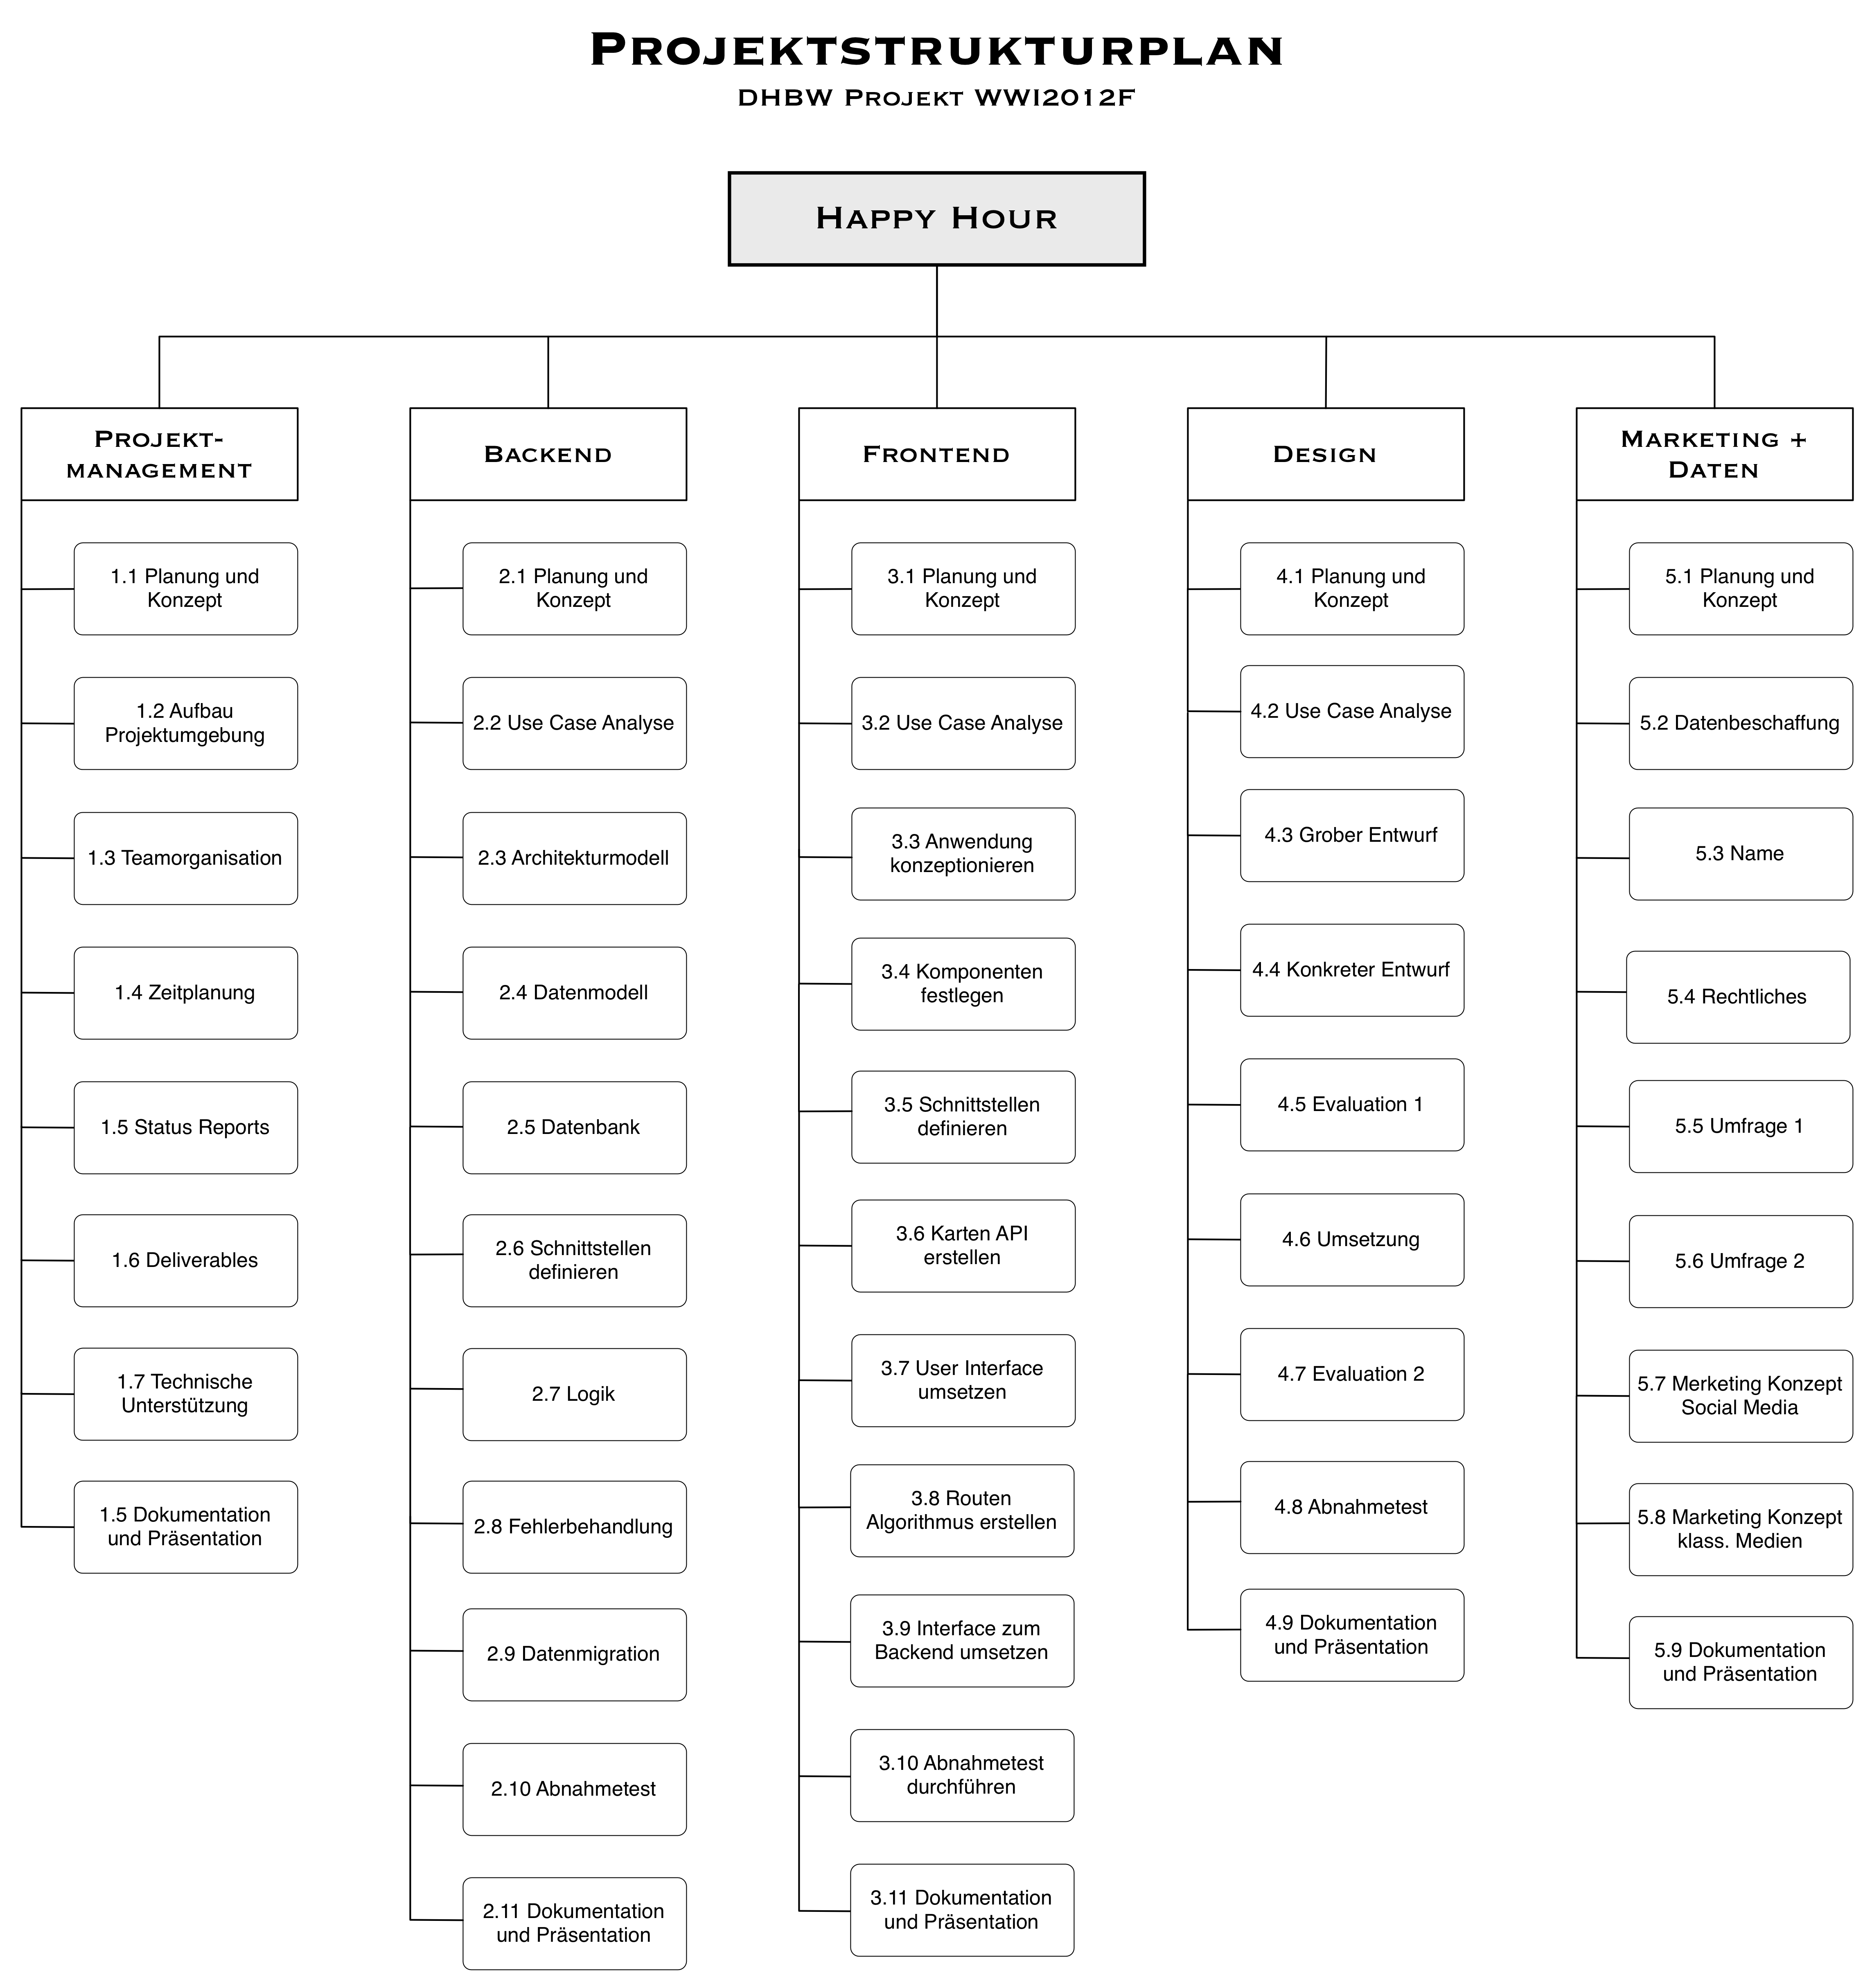 PROJEKTSTRUKTURPLAN
DHBW PROJEKT WWI2012F
HAPPY HOUR
PROJEKT-
MANAGEMENT
1.1 Planung und
Konzept
1.2 Aufbau
Projektumgebung
1.3 Teamorganisation
1.4 Zeitplanung
1.5 Status Reports
1.6 Deliverables
1.7 Technische
Unterstützung
1.5 Dokumentation
und Präsentation
BACKEND
2.1 Planung und
Konzept
2.2 Use Case Analyse
2.3 Architekturmodell
2.4 Datenmodell
2.5 Datenbank
2.6 Schnittstellen
definieren
2.7 Logik
2.8 Fehlerbehandlung
2.9 Datenmigration
2.10 Abnahmetest
2.11 Dokumentation
und Präsentation
FRONTEND
3.1 Planung und
Konzept
3.2 Use Case Analyse
3.3 Anwendung
konzeptionieren
3.4 Komponenten
festlegen
3.5 Schnittstellen
definieren
3.6 Karten API
erstellen
3.7 User Interface
umsetzen
3.8 Routen
Algorithmus erstellen
3.9 Interface zum
Backend umsetzen
3.10 Abnahmetest
durchführen
3.11 Dokumentation
und Präsentation
DESIGN
4.1 Planung und
Konzept
4.2 Use Case Analyse
4.3 Grober Entwurf
4.4 Konkreter Entwurf
4.5 Evaluation 1
4.6 Umsetzung
4.7 Evaluation 2
4.8 Abnahmetest
4.9 Dokumentation
und Präsentation
MARKETING +
DATEN
5.1 Planung und
Konzept
5.2 Datenbeschaffung
5.3 Name
5.4 Rechtliches
5.5 Umfrage 1
5.6 Umfrage 2
5.7 Merketing Konzept
Social Media
5.8 Marketing Konzept
klass. Medien
5.9 Dokumentation
und Präsentation